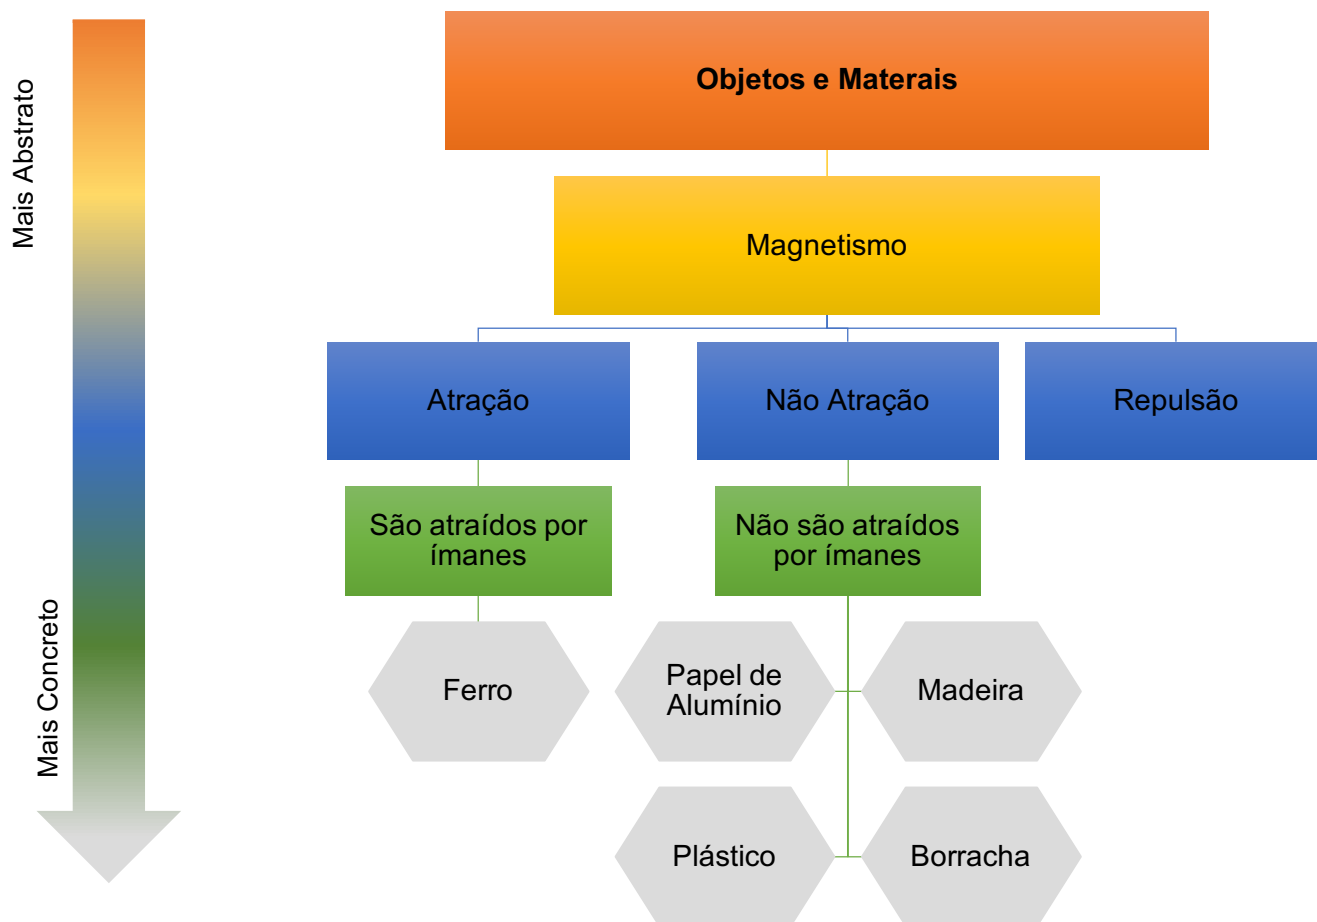 Mais Abstrato
Mais Concreto
Objetos e Materais
Magnetismo
Atração
Não Atração
Repulsão
São atraídos por
ímanes
Não são atraídos
por ímanes
Ferro
Papel de
Alumínio
Madeira
Plástico
Borracha